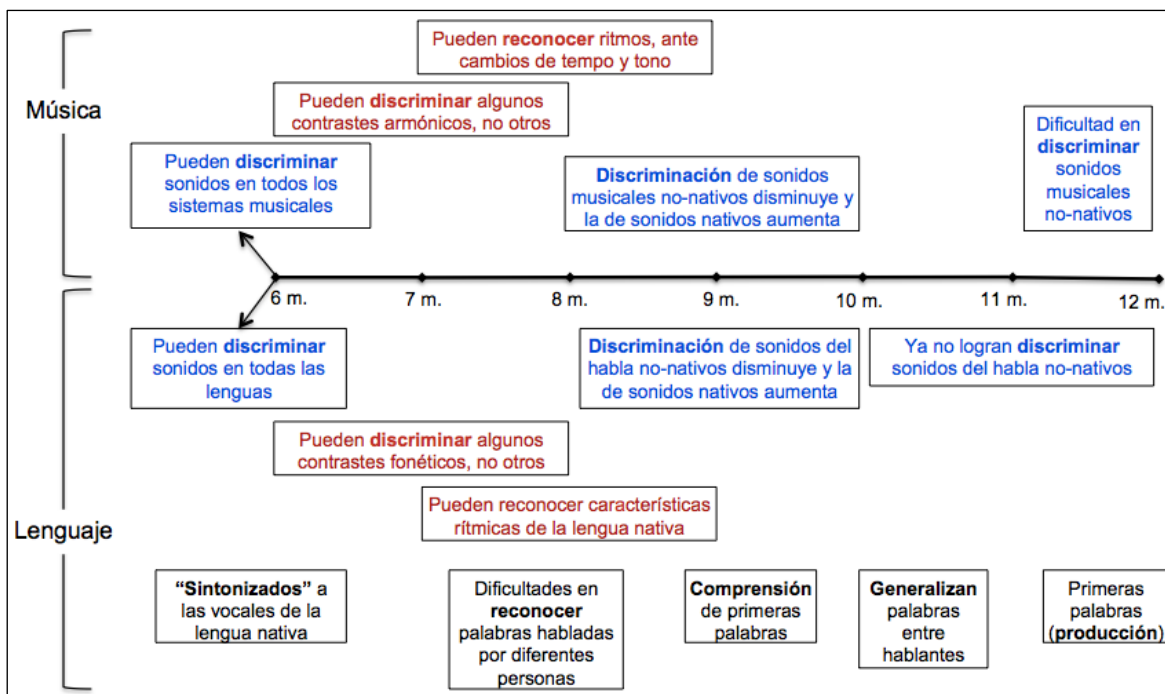 Pueden reconocer ritmos, ante
cambios de tempo y tono
Pueden discriminar algunos
contrastes armónicos, no otros
Música
Pueden discriminar
sonidos en todos los
sistemas musicales
Discriminación de sonidos
musicales no-nativos disminuye y
la de sonidos nativos aumenta
Dificultad en
discriminar
sonidos
musicales
no-nativos
6 m.
7 m.
8 m.
9 m.
10 m.
11 m.
12 m.
Pueden discriminar
sonidos en todas las
lenguas
Discriminación de sonidos del
habla no-nativos disminuye y la
de sonidos nativos aumenta
Ya no logran discriminar
sonidos del habla no-nativos
Pueden discriminar algunos
contrastes fonéticos, no otros
Pueden reconocer características
rítmicas de la lengua nativa
Lenguaje
“Sintonizados” a
las vocales de la
lengua nativa
Dificultades en
reconocer
palabras habladas
por diferentes
personas
Comprensión
de primeras
palabras
Generalizan
palabras
entre
hablantes
Primeras
palabras
(producción)